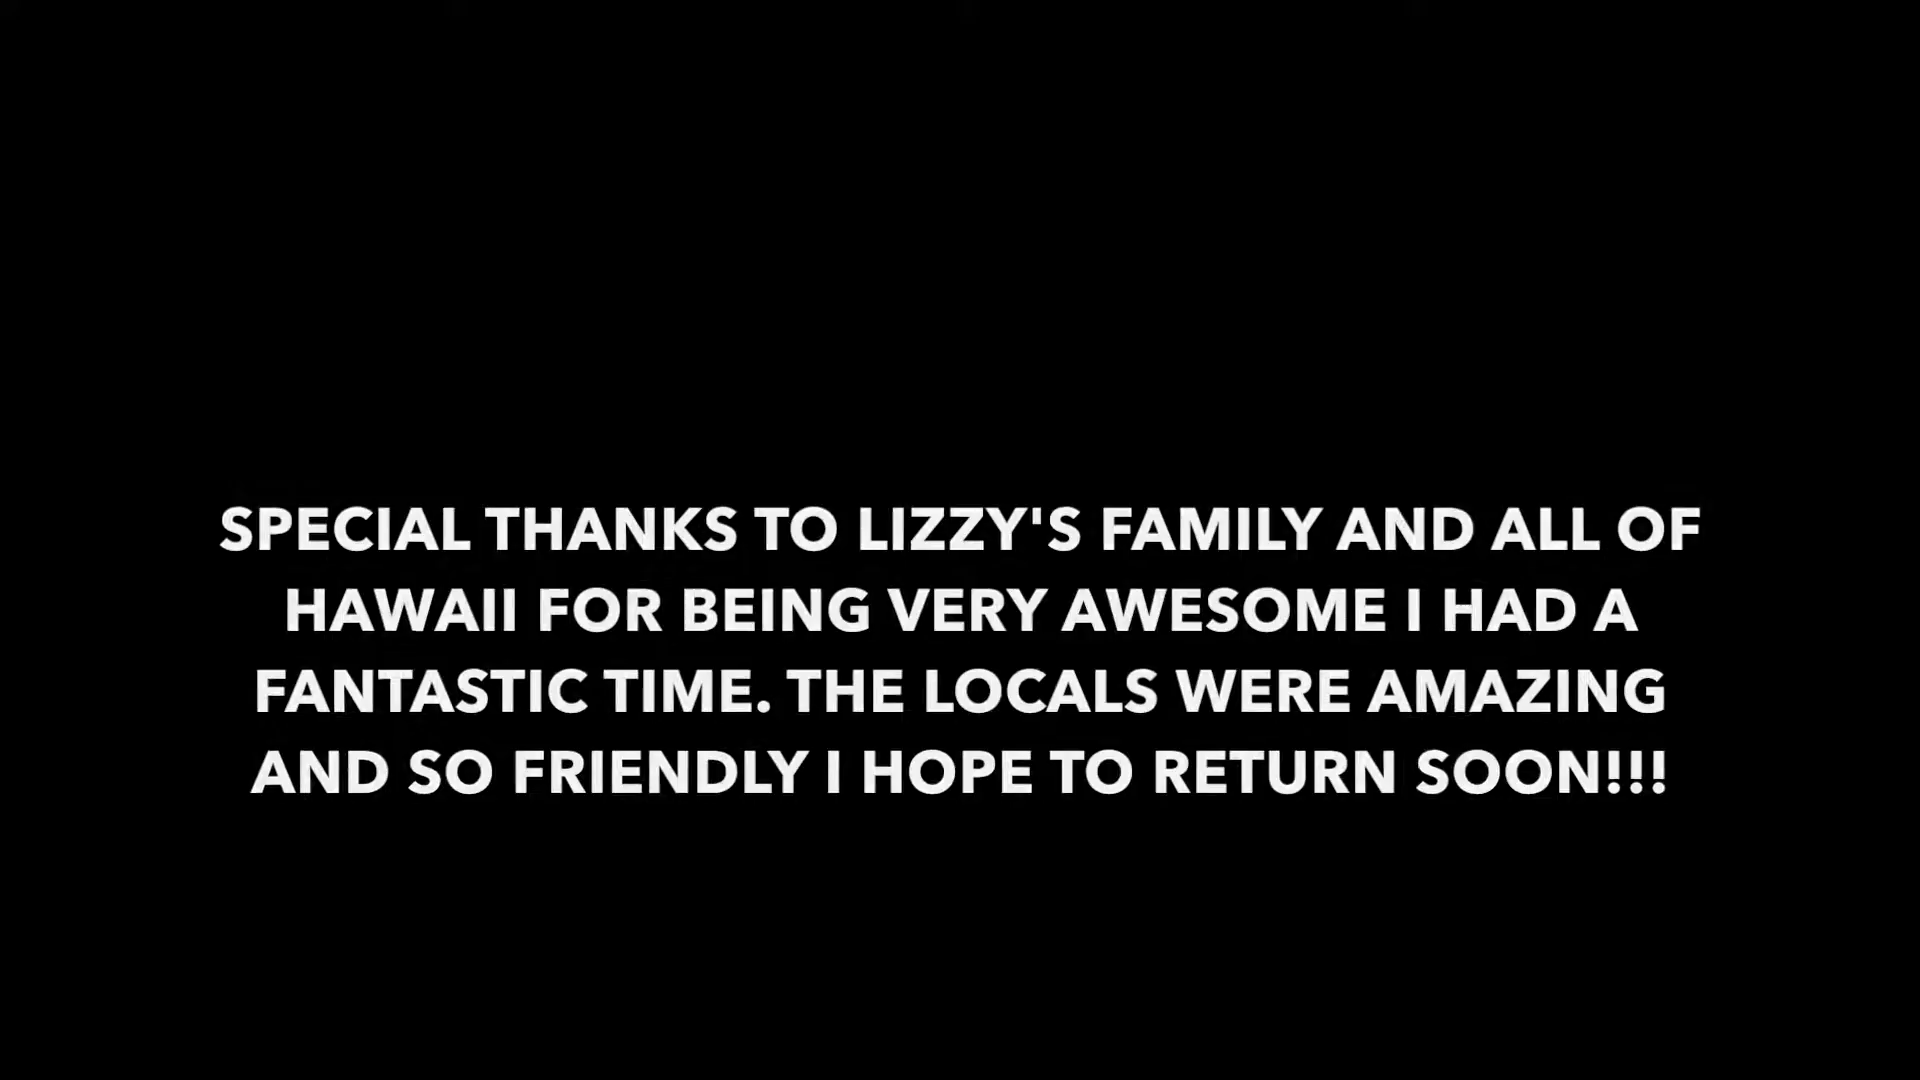 SPECIAL THANKS TO LIZZY'S FAMILY AND ALL OF
HAWAII FOR BEING VERY AWESOME I HAD A
FANTASTIC TIME. THE LOCALS WERE AMAZING
AND SO FRIENDLY I HOPE TO RETURN SOON!!!